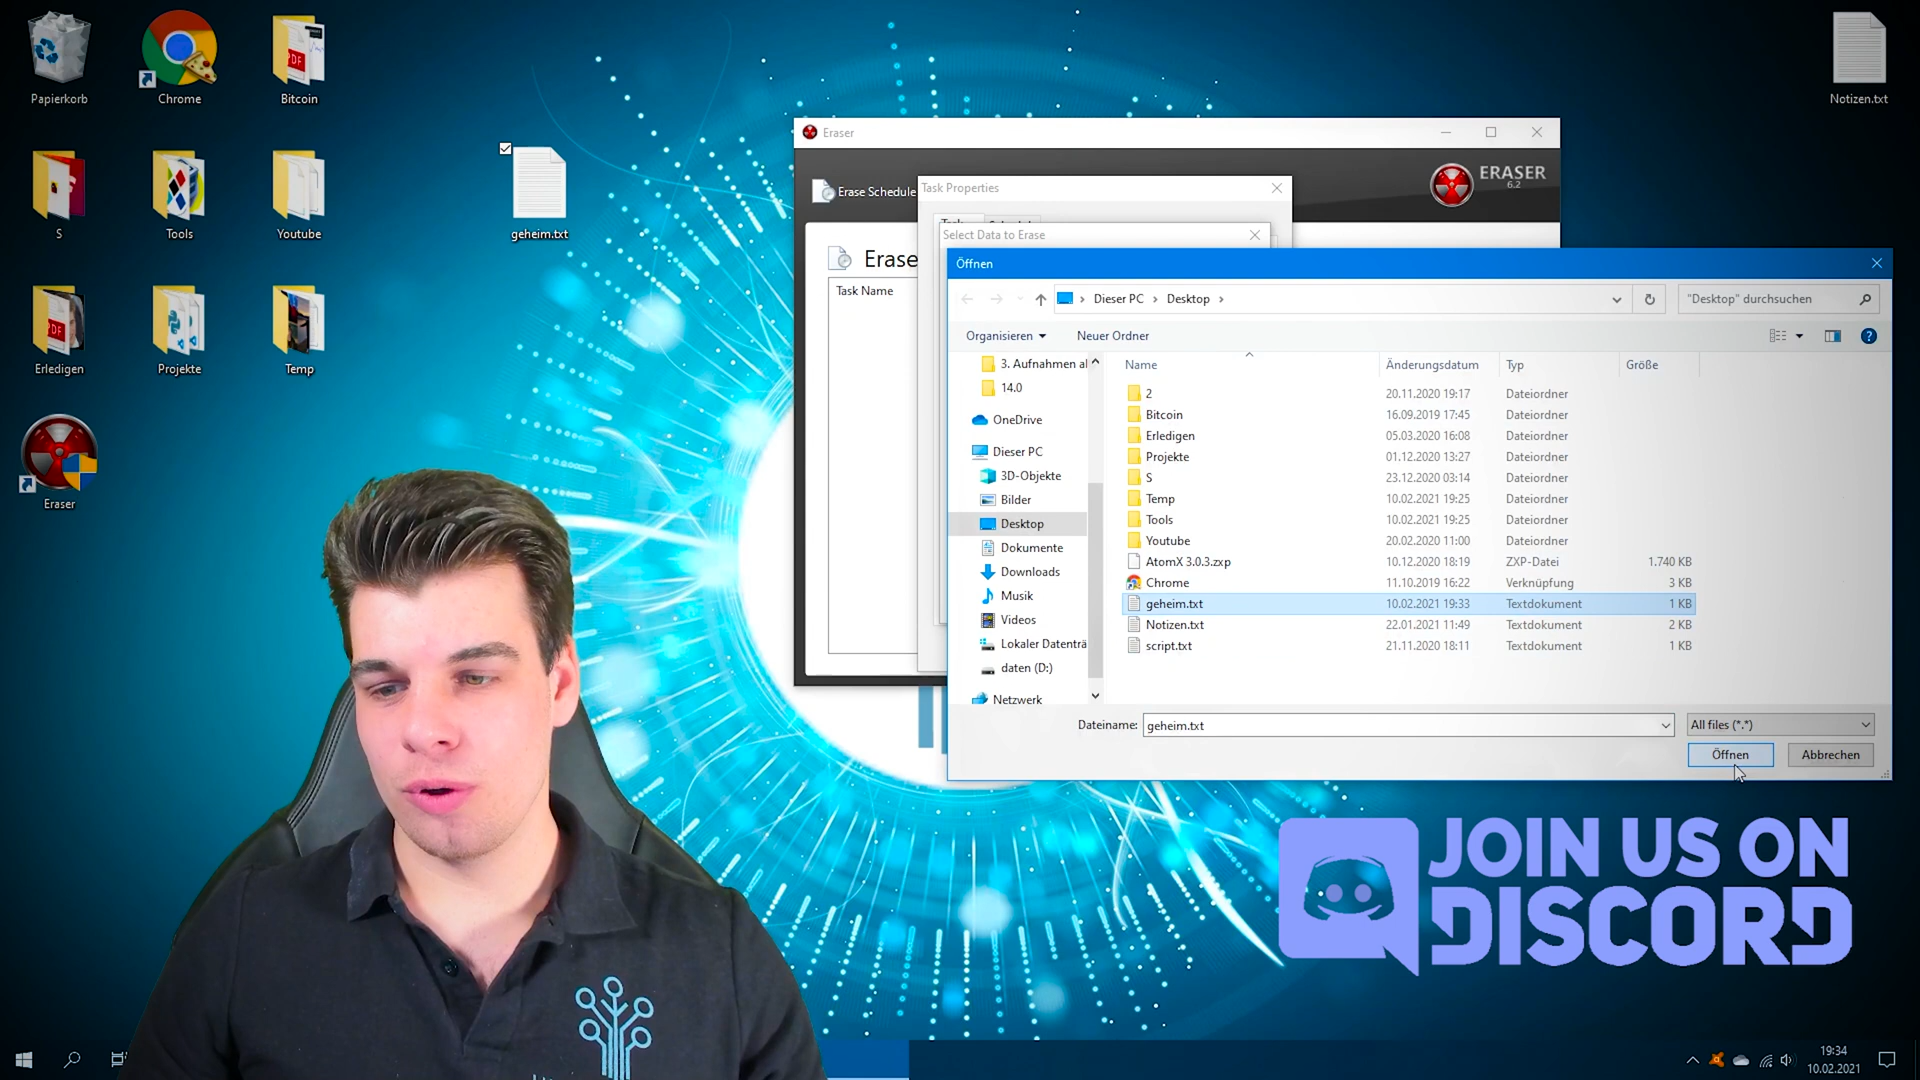 Papierkorb
Chrome
Bitcoin
Notizen.txt
S
Tools
Youtube
geheim.txt
Erledigen
Projekte
Temp
Eraser
Eraser
Erase Schedule
ERASER
6.2
Erase
Task Name
Task Properties
Select Data to Erase
Öffnen
Dieser PC
Desktop
"Desktop" durchsuchen
Organisieren
Neuer Ordner
3. Aufnahmen al
14.0
OneDrive
Dieser PC
3D-Objekte
Bilder
Desktop
Dokumente
Downloads
Musik
Videos
Lokaler Datenträ
daten (D:)
Netzwerk
Name Änderungsdatum Typ Größe
2 20.11.2020 19:17 Dateiordner
Bitcoin 16.09.2019 17:45 Dateiordner
Erledigen 05.03.2020 16:08 Dateiordner
Projekte 01.12.2020 13:27 Dateiordner
S 23.12.2020 03:14 Dateiordner
Temp 10.02.2021 19:25 Dateiordner
Tools 10.02.2021 19:25 Dateiordner
Youtube 20.02.2020 11:00 Dateiordner
AtomX 3.0.3.zxp 10.12.2020 18:19 ZXP-Datei 1.740 KB
Chrome 11.10.2019 16:22 Verknüpfung 3 KB
geheim.txt 10.02.2021 19:33 Textdokument 1 KB
Notizen.txt 22.01.2021 11:49 Textdokument 2 KB
script.txt 21.11.2020 18:11 Textdokument 1 KB
Dateiname: geheim.txt All files (*.*)
Öffnen Abbrechen
JOIN US ON
DISCORD
19:34
10.02.2021